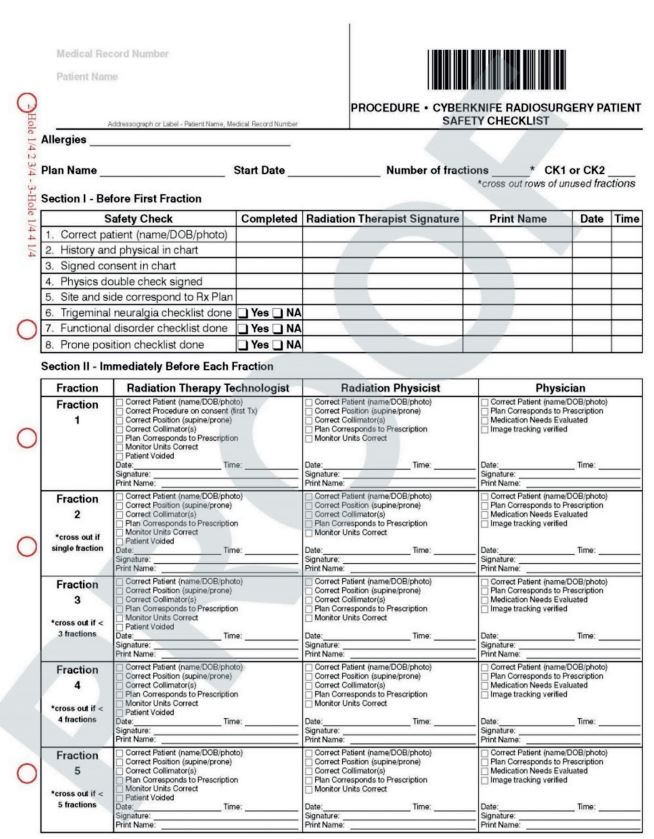 Medical Record Number
Patient Name
Addressograph or Label - Patient Name, Medical Record Number
PROCEDURE • CYBERKNIFE RADIOSURGERY PATIENT
SAFETY CHECKLIST
2-Hole 1/4 2 3/4 - 3-Hole 1/4 4 1/4
Allergies
Plan Name Start Date Number of fractions * CK1 or CK2
*cross out rows of unused fractions
Section I - Before First Fraction
Safety Check Completed Radiation Therapist Signature Print Name Date Time
1. Correct patient (name/DOB/photo)
2. History and physical in chart
3. Signed consent in chart
4. Physics double check signed
5. Site and side correspond to Rx Plan
6. Trigeminal neuralgia checklist done Yes NA
7. Functional disorder checklist done Yes NA
8. Prone position checklist done Yes NA
Section II - Immediately Before Each Fraction
Fraction Radiation Therapy Technologist Radiation Physicist Physician
Fraction
1
Correct Patient (name/DOB/photo)
Correct Procedure on consent (first Tx)
Correct Position (supine/prone)
Correct Collimator(s)
Plan Corresponds to Prescription
Monitor Units Correct
Patient Voided
Date: Time:
Signature:
Print Name:
Correct Patient (name/DOB/photo)
Correct Position (supine/prone)
Correct Collimator(s)
Plan Corresponds to Prescription
Monitor Units Correct
Date: Time:
Signature:
Print Name:
Correct Patient (name/DOB/photo)
Plan Corresponds to Prescription
Medication Needs Evaluated
Image tracking verified
Date: Time:
Signature:
Print Name:
Fraction
2
*cross out if
single fraction
Correct Patient (name/DOB/photo)
Correct Position (supine/prone)
Correct Collimator(s)
Plan Corresponds to Prescription
Monitor Units Correct
Patient Voided
Date: Time:
Signature:
Print Name:
Correct Patient (name/DOB/photo)
Correct Position (supine/prone)
Correct Collimator(s)
Plan Corresponds to Prescription
Monitor Units Correct
Date: Time:
Signature:
Print Name:
Correct Patient (name/DOB/photo)
Plan Corresponds to Prescription
Medication Needs Evaluated
Image tracking verified
Date: Time:
Signature:
Print Name:
Fraction
3
*cross out if <
3 fractions
Correct Patient (name/DOB/photo)
Correct Position (supine/prone)
Correct Collimator(s)
Plan Corresponds to Prescription
Monitor Units Correct
Patient Voided
Date: Time:
Signature:
Print Name:
Correct Patient (name/DOB/photo)
Correct Position (supine/prone)
Correct Collimator(s)
Plan Corresponds to Prescription
Monitor Units Correct
Date: Time:
Signature:
Print Name:
Correct Patient (name/DOB/photo)
Plan Corresponds to Prescription
Medication Needs Evaluated
Image tracking verified
Date: Time:
Signature:
Print Name:
Fraction
4
*cross out if <
4 fractions
Correct Patient (name/DOB/photo)
Correct Position (supine/prone)
Correct Collimator(s)
Plan Corresponds to Prescription
Monitor Units Correct
Patient Voided
Date: Time:
Signature:
Print Name:
Correct Patient (name/DOB/photo)
Correct Position (supine/prone)
Correct Collimator(s)
Plan Corresponds to Prescription
Monitor Units Correct
Date: Time:
Signature:
Print Name:
Correct Patient (name/DOB/photo)
Plan Corresponds to Prescription
Medication Needs Evaluated
Image tracking verified
Date: Time:
Signature:
Print Name:
Fraction
5
*cross out if <
5 fractions
Correct Patient (name/DOB/photo)
Correct Position (supine/prone)
Correct Collimator(s)
Plan Corresponds to Prescription
Monitor Units Correct
Patient Voided
Date: Time:
Signature:
Print Name:
Correct Patient (name/DOB/photo)
Correct Position (supine/prone)
Correct Collimator(s)
Plan Corresponds to Prescription
Monitor Units Correct
Date: Time:
Signature:
Print Name:
Correct Patient (name/DOB/photo)
Plan Corresponds to Prescription
Medication Needs Evaluated
Image tracking verified
Date: Time:
Signature:
Print Name:
PROOF